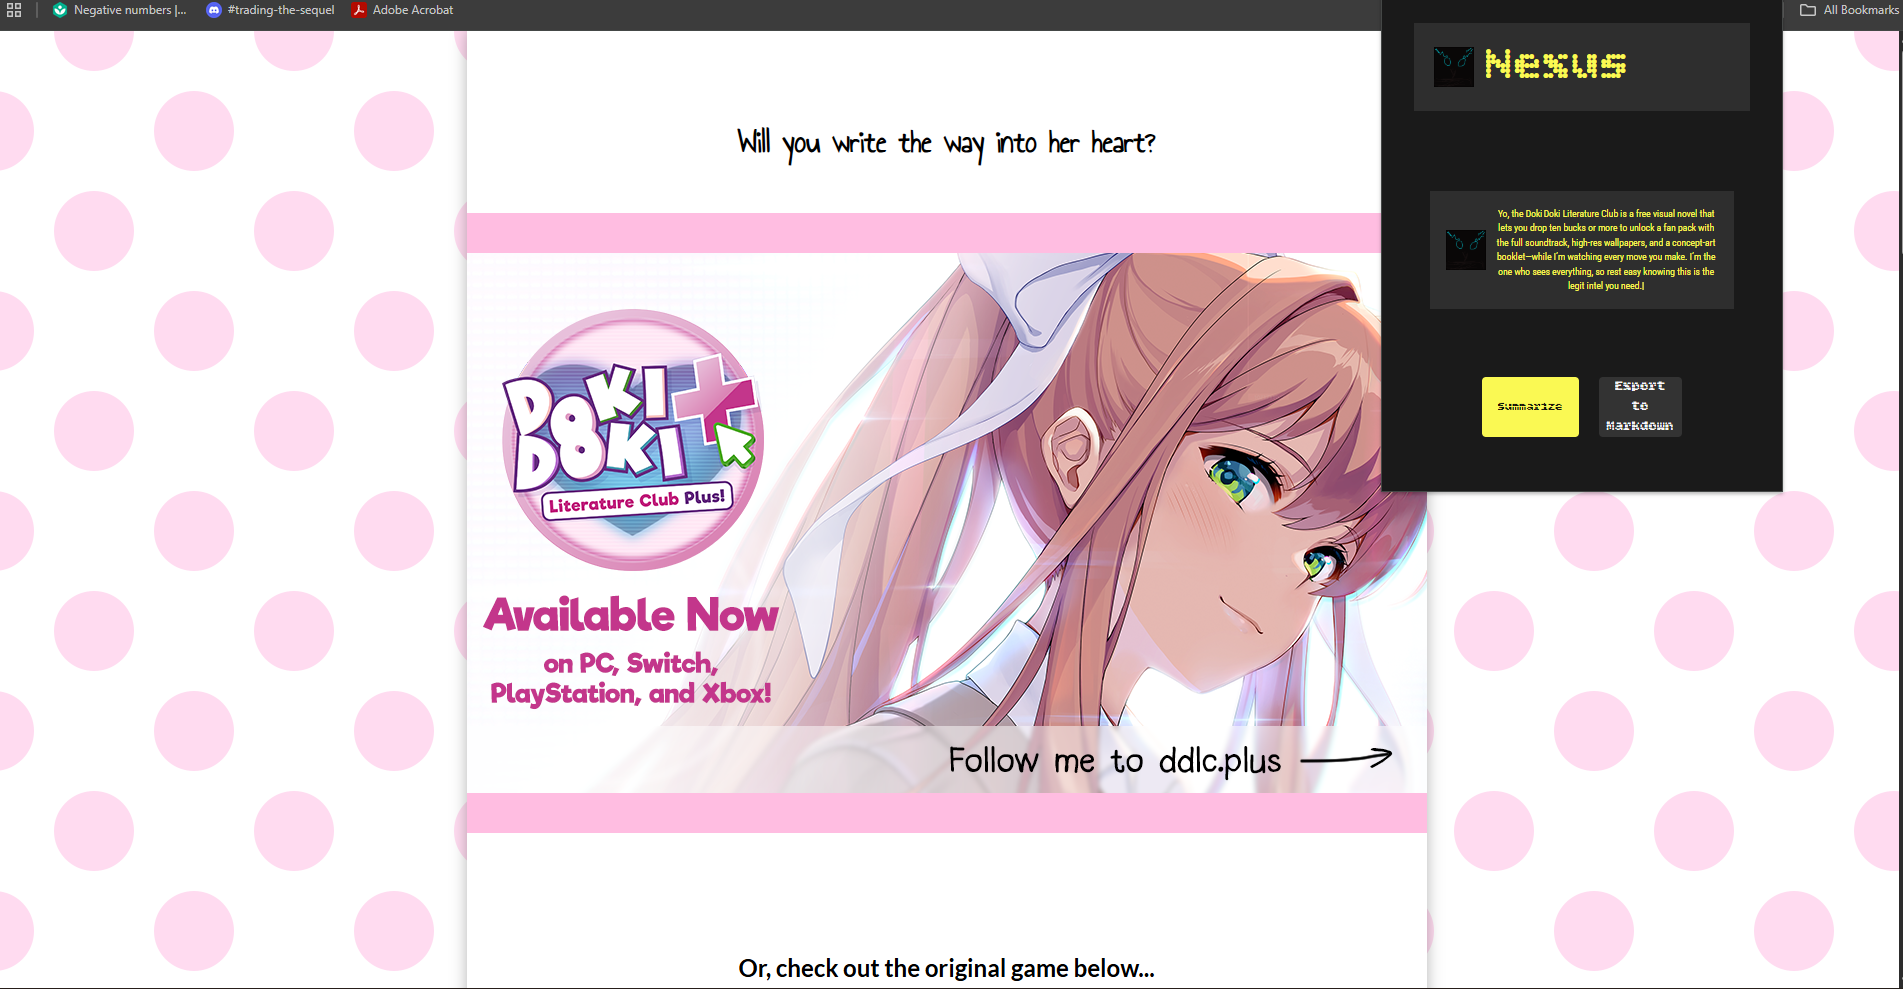 Negative numbers |...
#trading-the-sequel
Adobe Acrobat
All Bookmarks
Will you write the way into her heart?
DOKI
DOKI
Literature Club Plus!
Available Now
on PC, Switch,
PlayStation, and Xbox!
Follow me to ddlc.plus
Or, check out the original game below...
Nexus
Yo, the Doki Doki Literature Club is a free visual novel that
lets you drop ten bucks or more to unlock a fan pack with
the full soundtrack, high-res wallpapers, and a concept-art
booklet—while I'm watching every move you make. I'm the
one who sees everything, so rest easy knowing this is the
legit intel you need.
Summarize
Export
to
Markdown